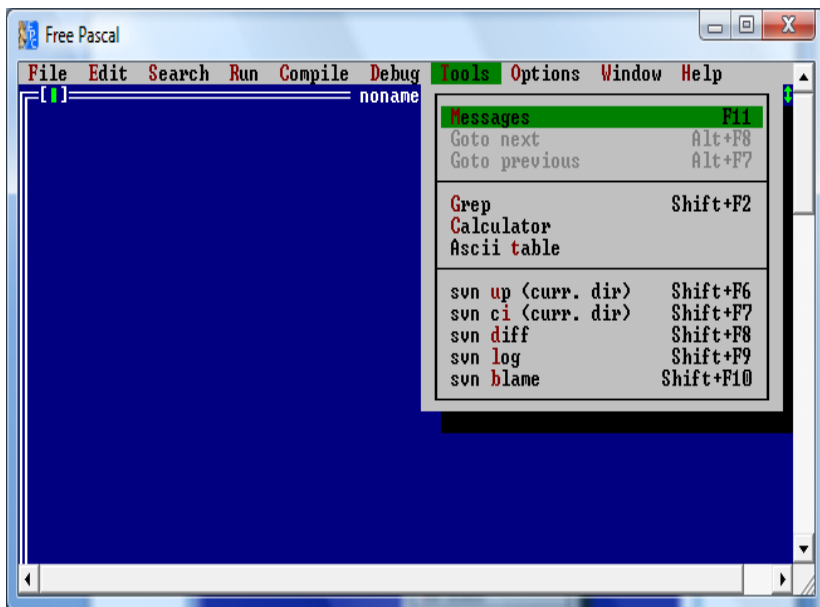 Free Pascal
File Edit Search Run Compile Debug Tools Options Window Help
noname
Messages F11
Goto next Alt+F8
Goto previous Alt+F7
Grep Shift+F2
Calculator
Ascii table
svn up (curr. dir) Shift+F6
svn ci (curr. dir) Shift+F7
svn diff Shift+F8
svn log Shift+F9
svn blame Shift+F10